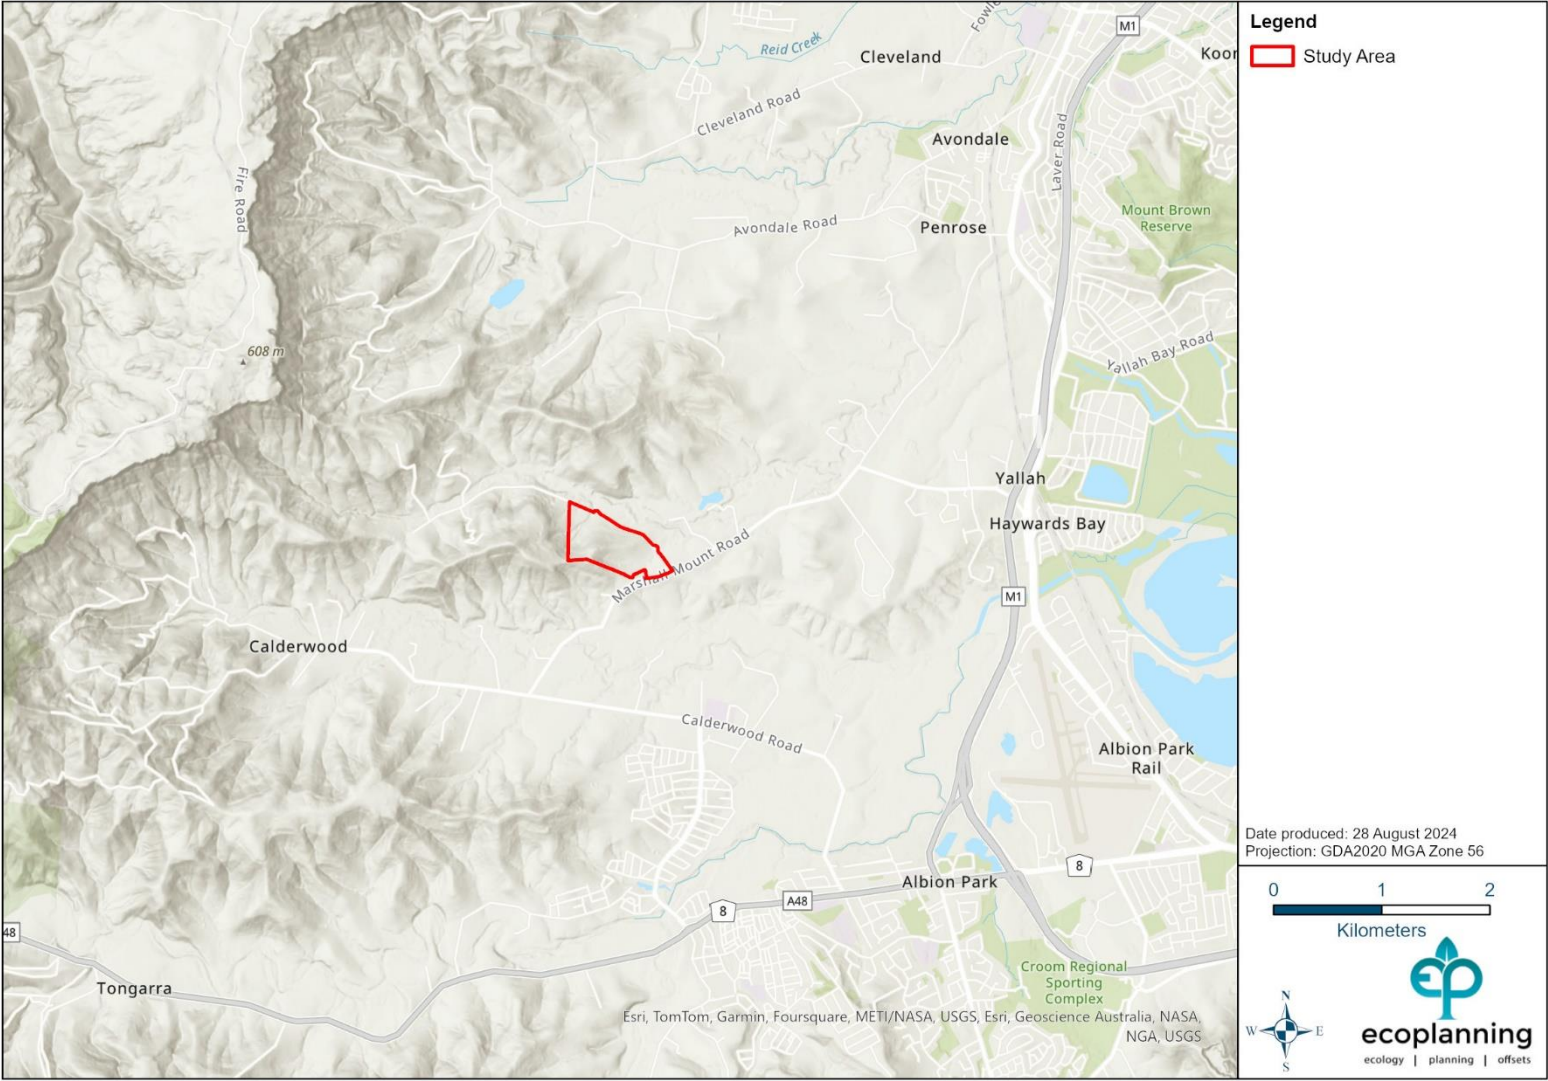 Legend
Study Area
M1
Koor
Reid Creek
Cleveland
Cleveland Road
Avondale
Laver Road
Fire Road
Mount Brown
Reserve
Avondale Road
Penrose
608 m
Yallah Bay Road
Yallah
Haywards Bay
Marshall Mount Road
M1
Calderwood
Calderwood Road
Albion Park
Rail
8
Albion Park
A48
8
48
Tongarra
Croom Regional
Sporting
Complex
Esri, TomTom, Garmin, Foursquare, METI/NASA, USGS, Esri, Geoscience Australia, NASA,
NGA, USGS
Date produced: 28 August 2024
Projection: GDA2020 MGA Zone 56
0 1 2
Kilometers
N
W E
S
ep
ecoplanning
ecology | planning | offsets